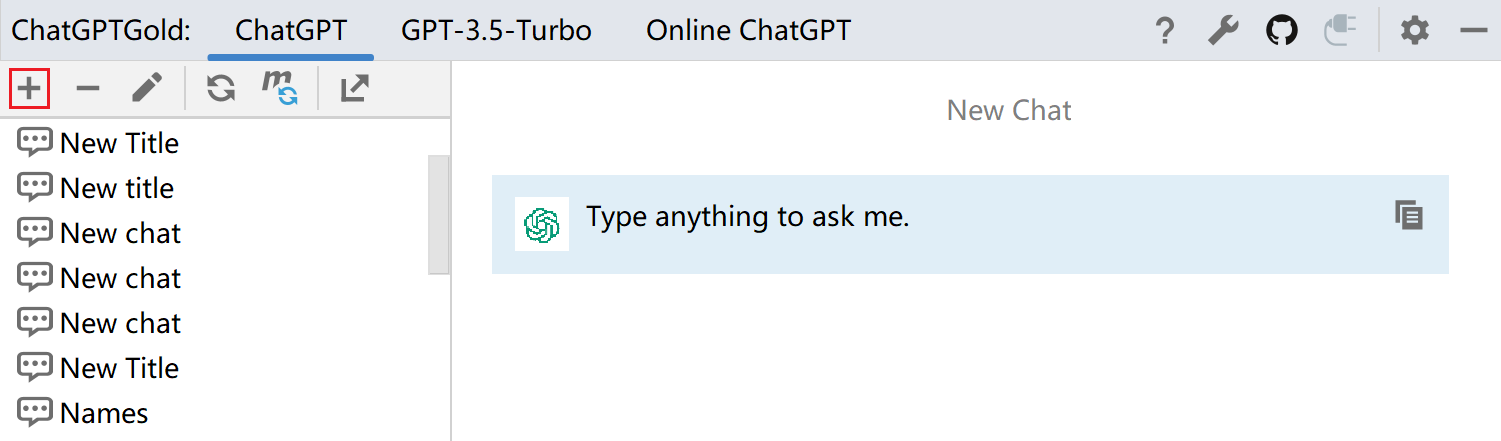 ChatGPTGold: ChatGPT GPT-3.5-Turbo Online ChatGPT
New Chat
New Title
New title
New chat
New chat
New chat
New Title
Names
Type anything to ask me.